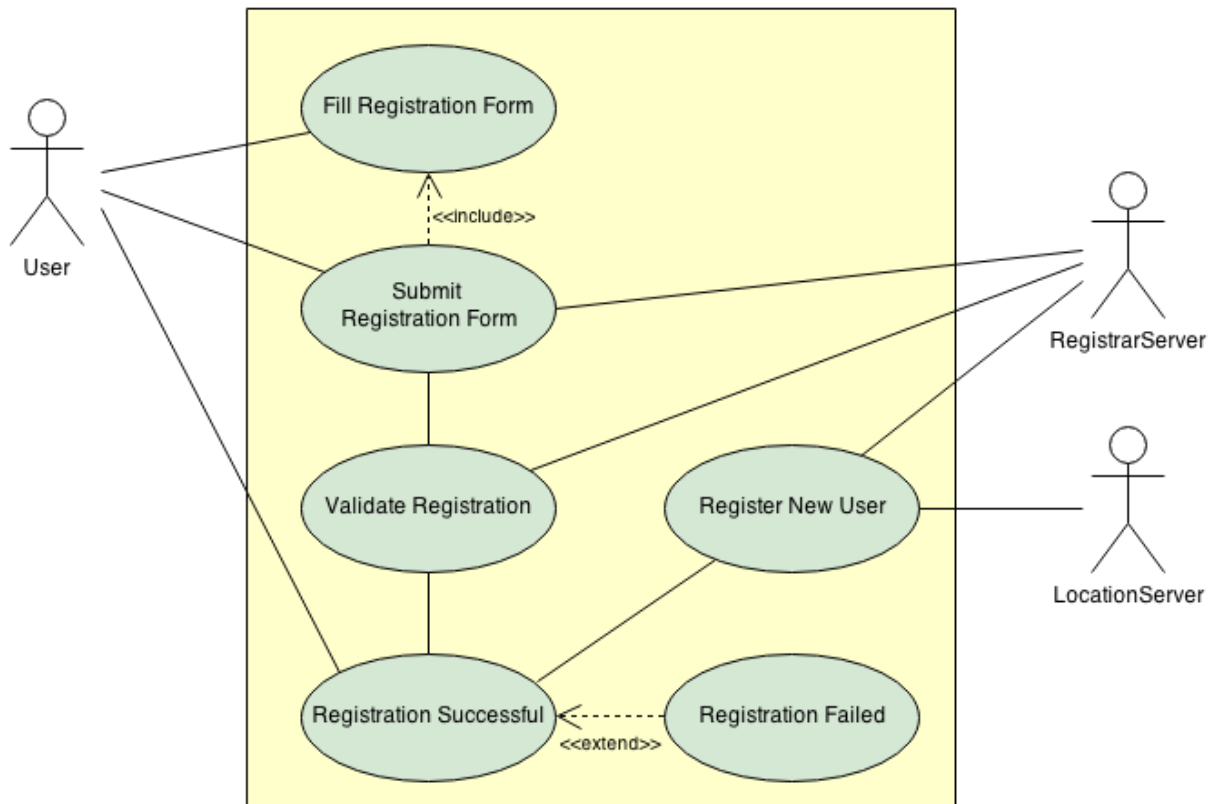 Fill Registration Form
<<include>>
User
Submit
Registration Form
RegistrarServer
Validate Registration
Register New User
LocationServer
Registration Successful
Registration Failed
<<extend>>